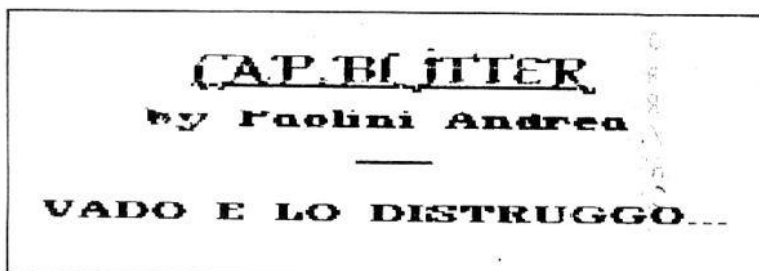 CAP. BLITTER
by Paolini Andrea
VADO E LO DISTRUGGO...